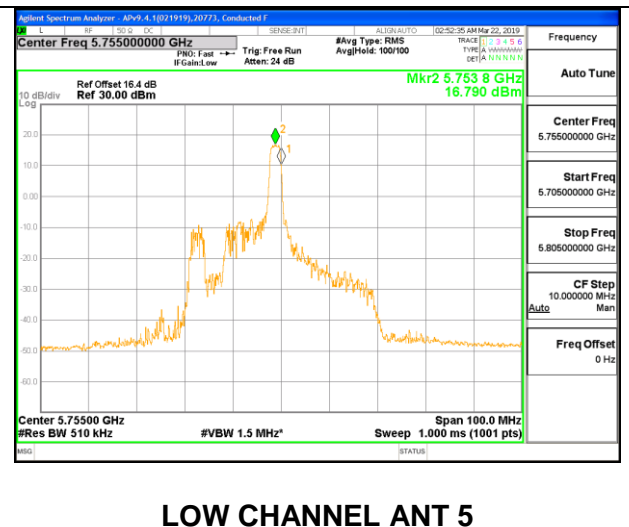 Agilent Spectrum Analyzer - APv9.4.1(021919),20773, Conducted F
L RF 50 Ω DC SENSE:INT ALIGN AUTO 02:52:35 AM Mar 22, 2019
Center Freq 5.755000000 GHz
PNO: Fast
IFGain:Low
Trig: Free Run
Atten: 24 dB
#Avg Type: RMS
Avg|Hold: 100/100
TRACE 1 2 3 4 5 6
TYPE A WWWWW
DET A N N N N N
Frequency
Ref Offset 16.4 dB
Ref 30.00 dBm
10 dB/div
Log
Mkr2 5.753 8 GHz
16.790 dBm
20.0
10.0
0.00
-10.0
-20.0
-30.0
-40.0
-50.0
-60.0
2
1
Auto Tune
Center Freq
5.755000000 GHz
Start Freq
5.705000000 GHz
Stop Freq
5.805000000 GHz
CF Step
10.000000 MHz
Auto Man
Freq Offset
0 Hz
Center 5.75500 GHz
Span 100.0 MHz
#Res BW 510 kHz
#VBW 1.5 MHz*
Sweep 1.000 ms (1001 pts)
MSG
STATUS
LOW CHANNEL ANT 5